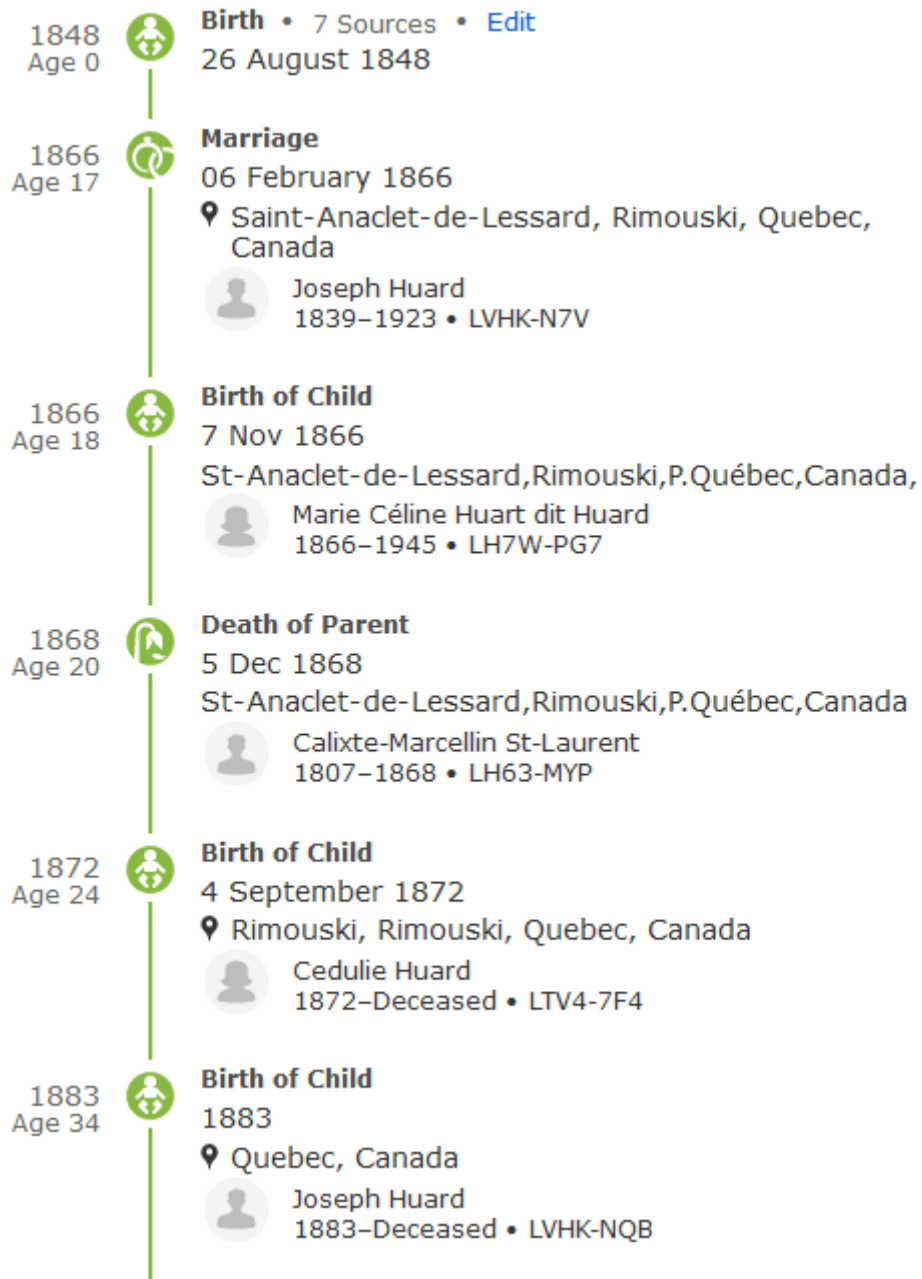 Birth • 7 Sources • Edit
1848
Age 0
26 August 1848
Marriage
1866
Age 17
06 February 1866
Saint-Anaclet-de-Lessard, Rimouski, Quebec,
Canada
Joseph Huard
1839–1923 • LVHK-N7V
Birth of Child
1866
Age 18
7 Nov 1866
St-Anaclet-de-Lessard,Rimouski,P.Québec,Canada,
Marie Céline Huart dit Huard
1866–1945 • LH7W-PG7
Death of Parent
1868
Age 20
5 Dec 1868
St-Anaclet-de-Lessard,Rimouski,P.Québec,Canada
Calixte-Marcellin St-Laurent
1807–1868 • LH63-MYP
Birth of Child
1872
Age 24
4 September 1872
Rimouski, Rimouski, Quebec, Canada
Cedulie Huard
1872–Deceased • LTV4-7F4
Birth of Child
1883
Age 34
1883
Quebec, Canada
Joseph Huard
1883–Deceased • LVHK-NQB